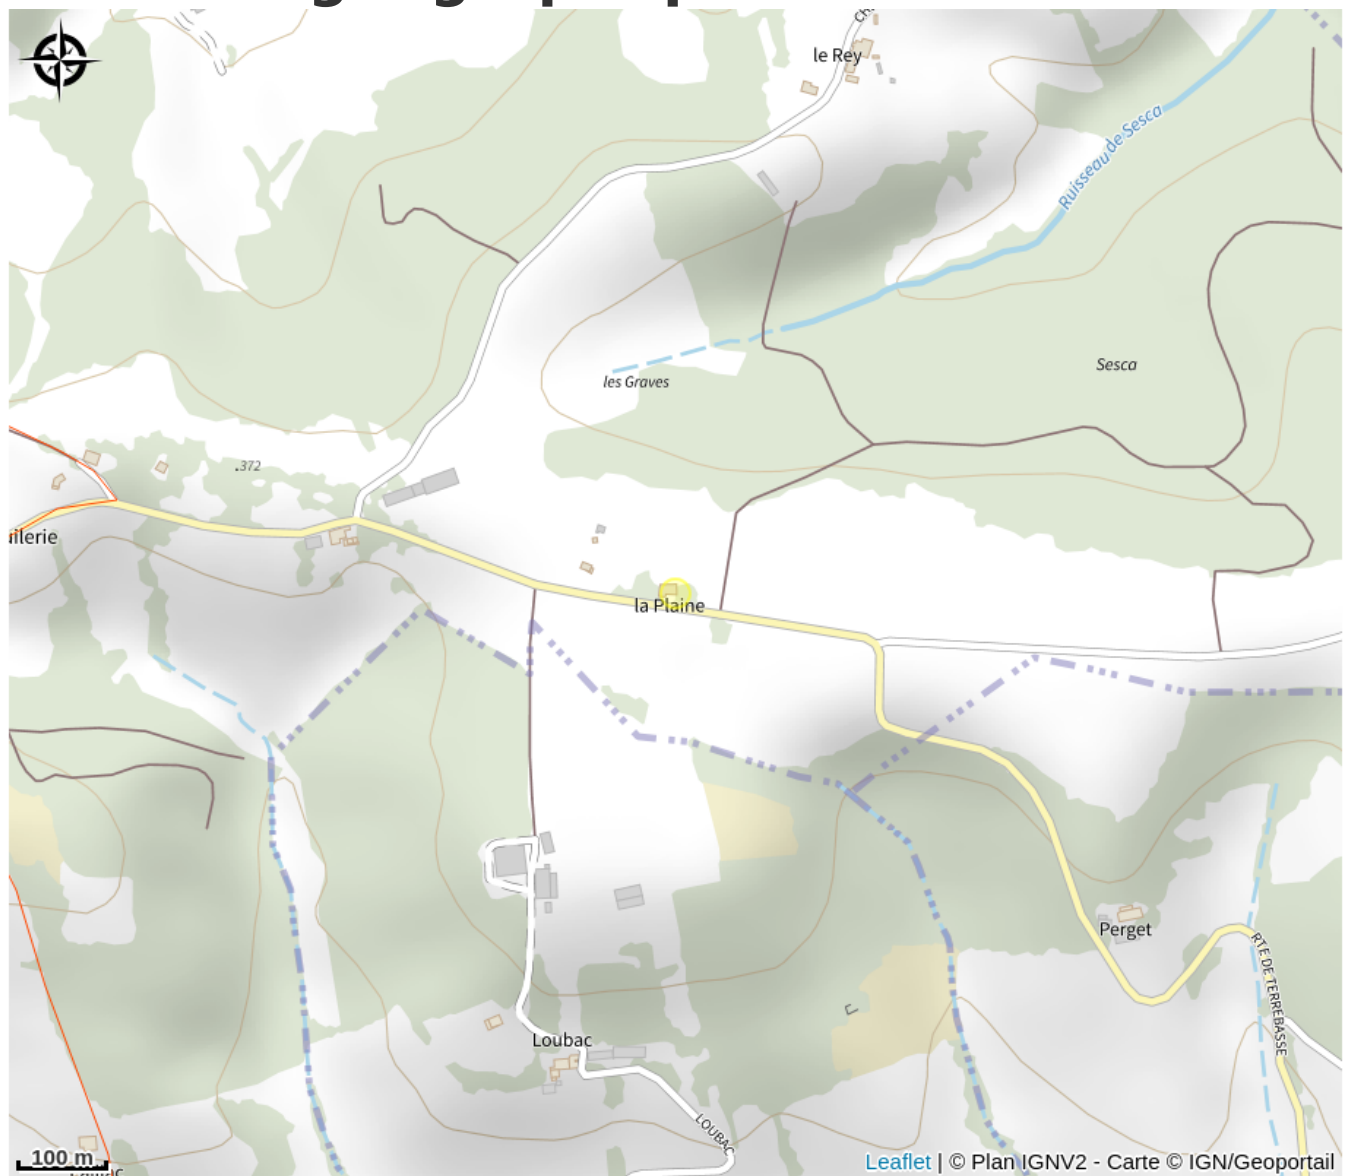 le Rey
Ruisseau de Sesca
les Graves
Sesca
.372
ilerie
la Plaine
Perget
RTE DE TERREBASSE
Loubac
LOUBAC
100 m
Leaflet | © Plan IGNV2 - Carte © IGN/Geoportail